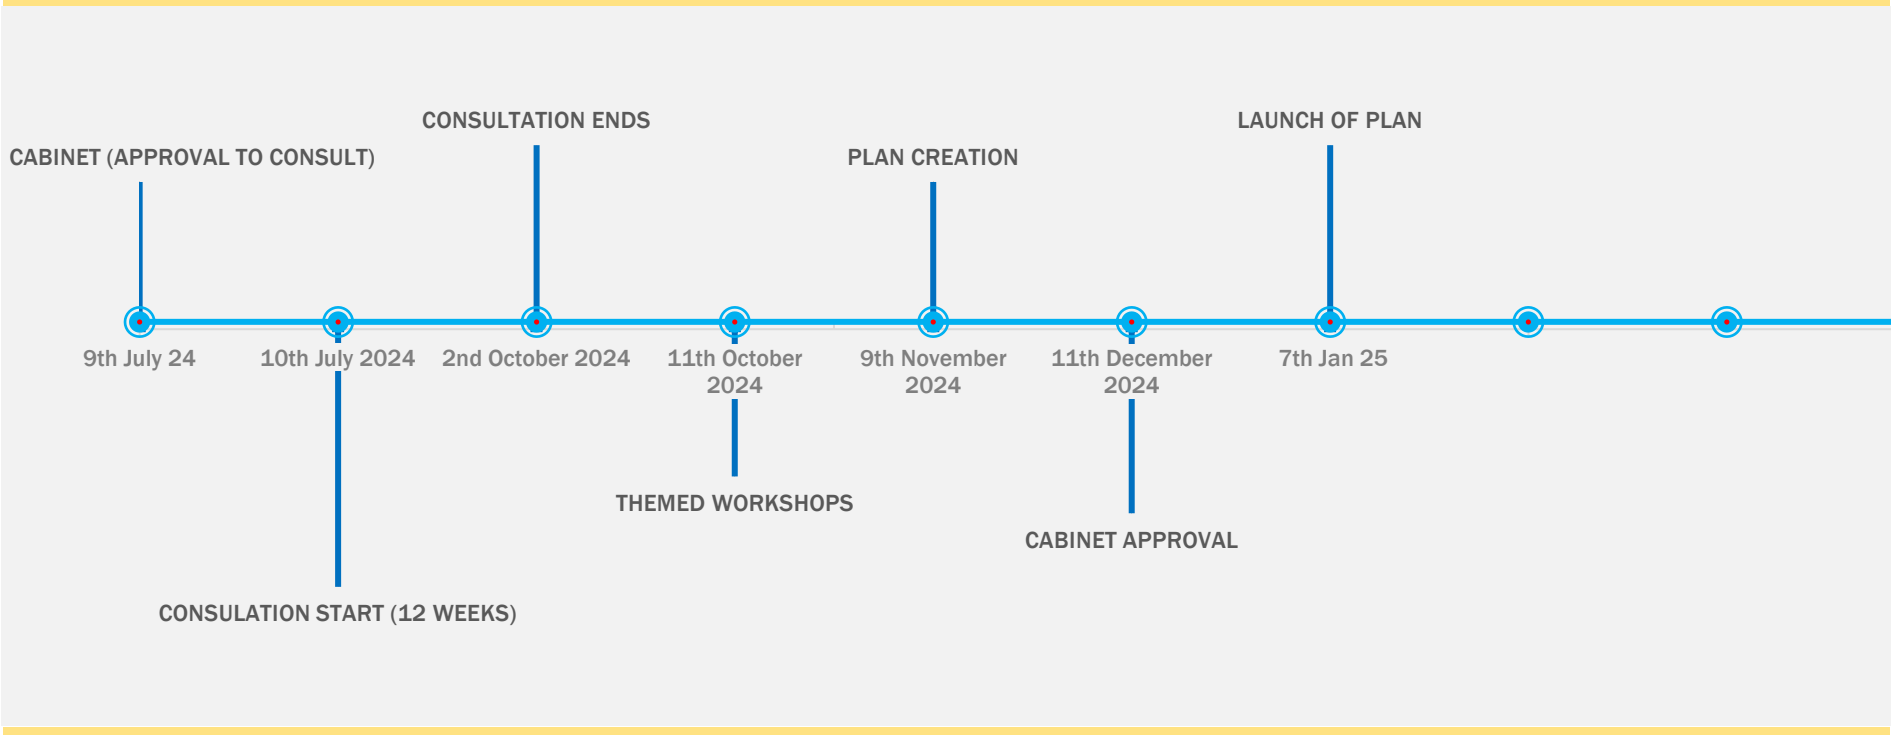 CONSULTATION ENDS
LAUNCH OF PLAN
CABINET (APPROVAL TO CONSULT)
PLAN CREATION
9th July 24
10th July 2024
2nd October 2024
11th October
2024
9th November
2024
11th December
2024
7th Jan 25
THEMED WORKSHOPS
CABINET APPROVAL
CONSULATION START (12 WEEKS)